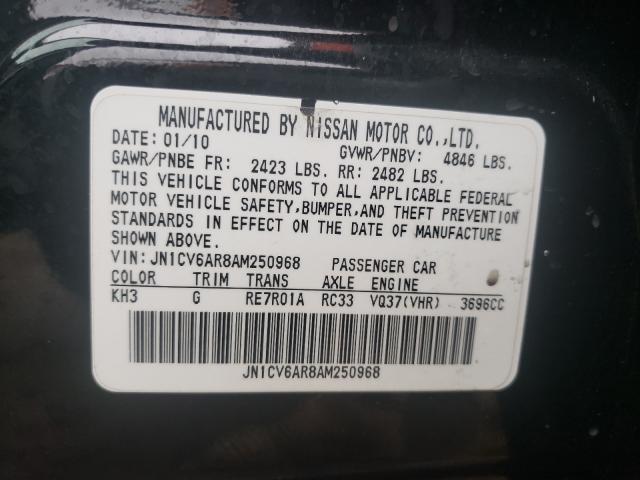 MANUFACTURED BY NISSAN MOTOR CO.,LTD.
DATE: 01/10 GVWR/PNBV: 4846 LBS.
GAWR/PNBE FR: 2423 LBS. RR: 2482 LBS.
THIS VEHICLE CONFORMS TO ALL APPLICABLE FEDERAL
MOTOR VEHICLE SAFETY,BUMPER,AND THEFT PREVENTION
STANDARDS IN EFFECT ON THE DATE OF MANUFACTURE
SHOWN ABOVE.
VIN: JN1CV6AR8AM250968 PASSENGER CAR
COLOR TRIM TRANS AXLE ENGINE
KH3 G RE7R01A RC33 VQ37(VHR) 3696CC
JN1CV6AR8AM250968